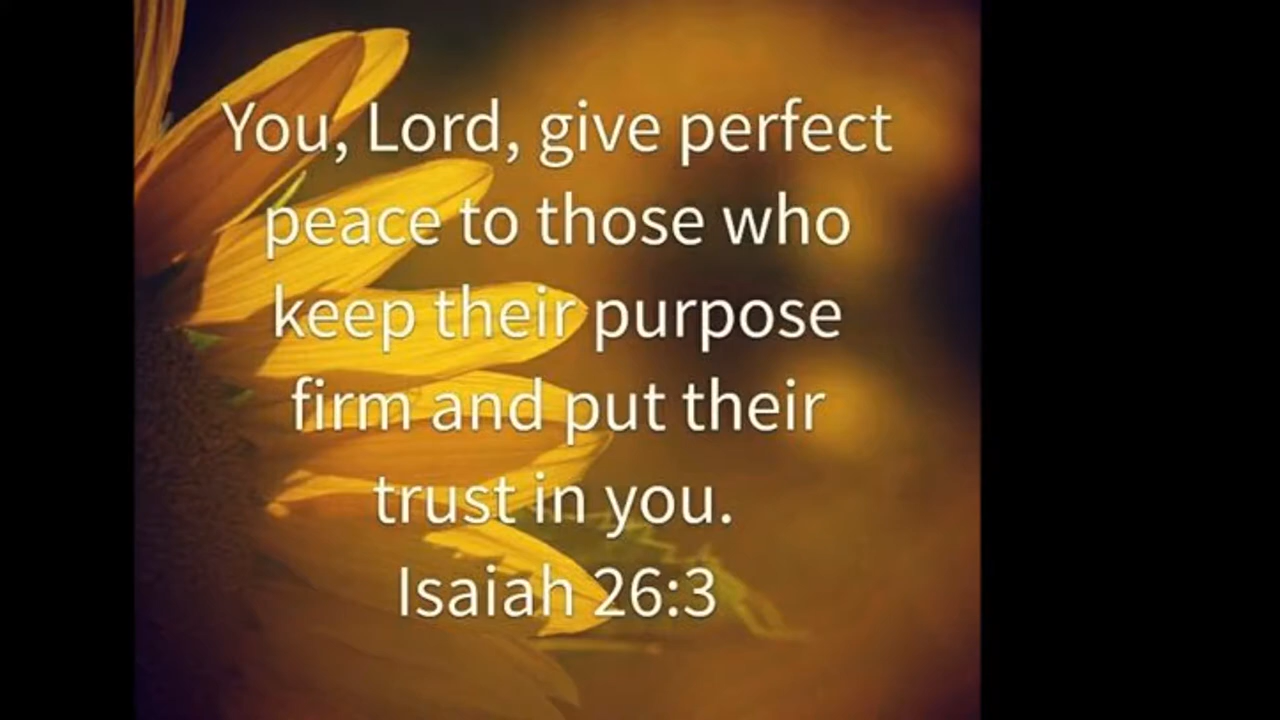 You, Lord, give perfect
peace to those who
keep their purpose
firm and put their
trust in you.
Isaiah 26:3